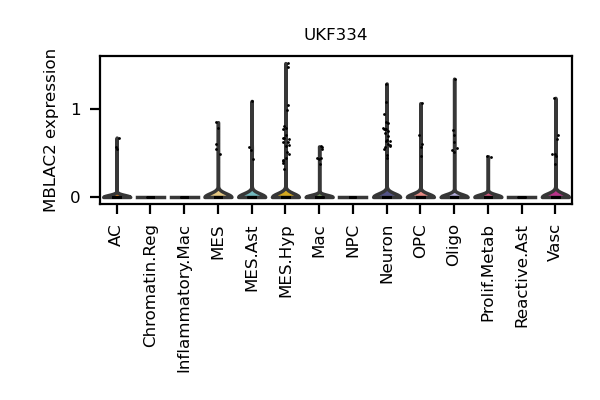 UKF334
MBLAC2 expression
1
0
AC
Chromatin.Reg
Inflammatory.Mac
MES
MES.Ast
MES.Hyp
Mac
NPC
Neuron
OPC
Oligo
Prolif.Metab
Reactive.Ast
Vasc